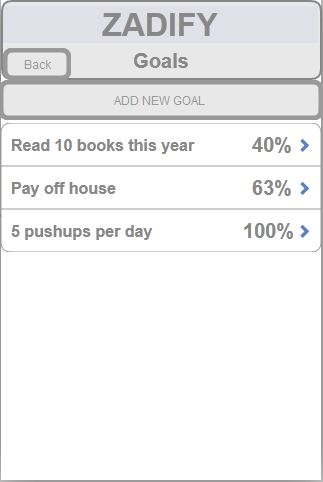 ZADIFY
Back
Goals
ADD NEW GOAL
Read 10 books this year 40%
Pay off house 63%
5 pushups per day 100%